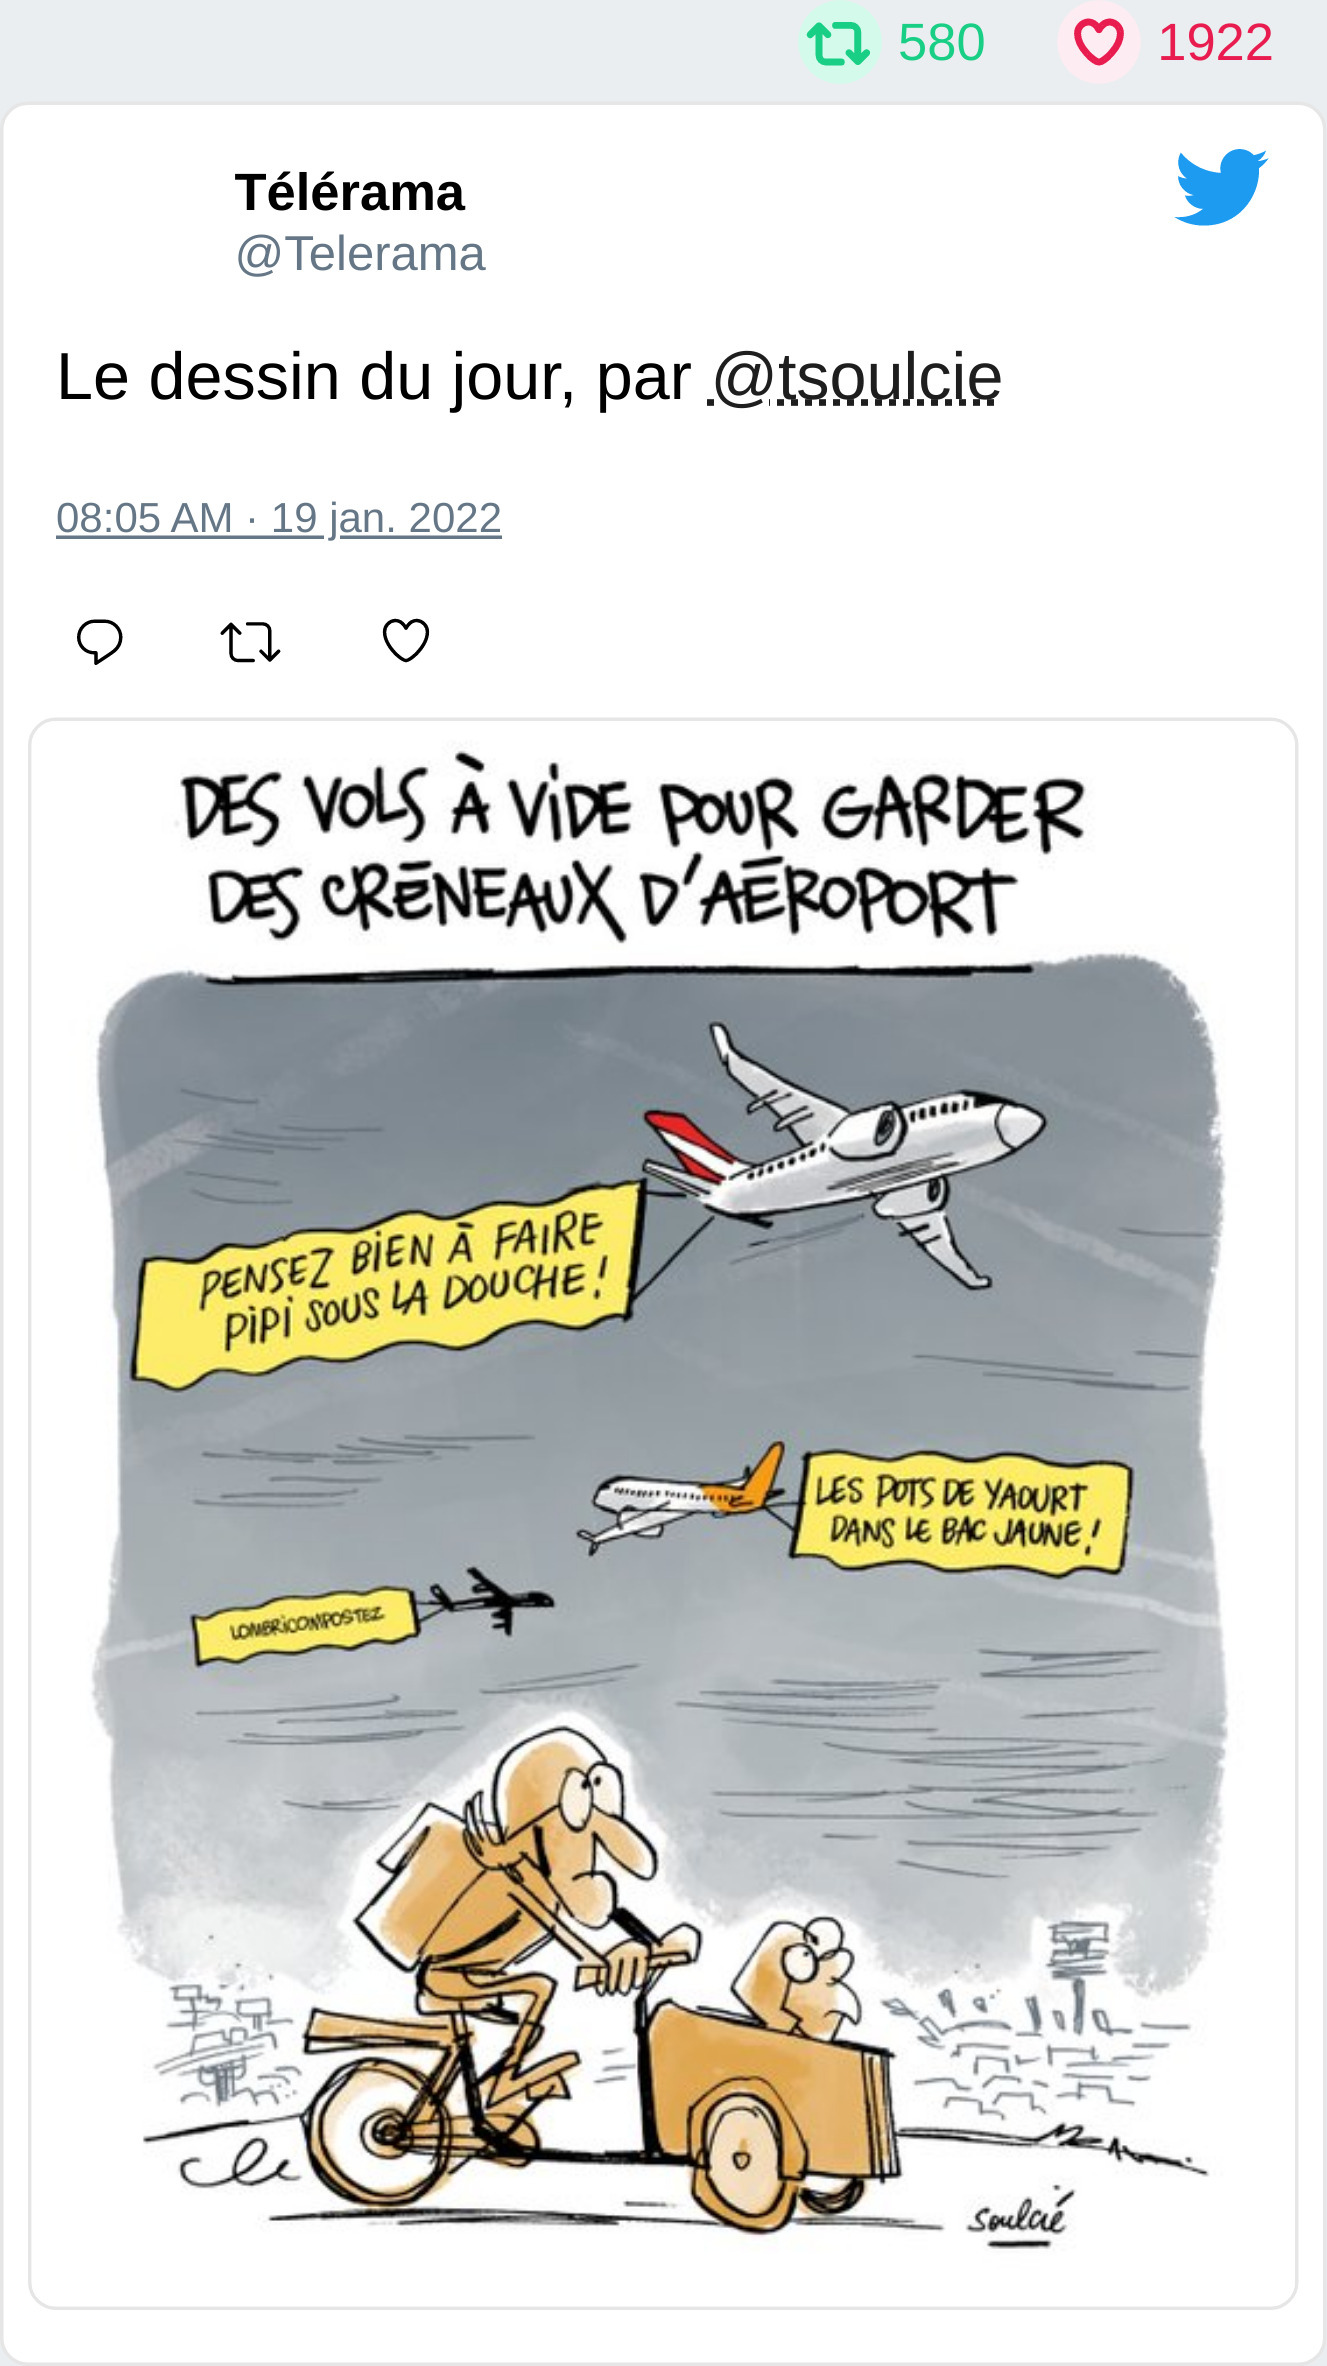 580 1922
Télérama
@Telerama
Le dessin du jour, par @tsoulcie
08:05 AM · 19 jan. 2022
DES VOLS À VIDE POUR GARDER
DES CRÉNEAUX D'AÉROPORT
PENSEZ BIEN À FAIRE
PIPI SOUS LA DOUCHE !
LES POTS DE YAOURT
DANS LE BAC JAUNE !
LOMBRICOMPOSTEZ
Soulcié